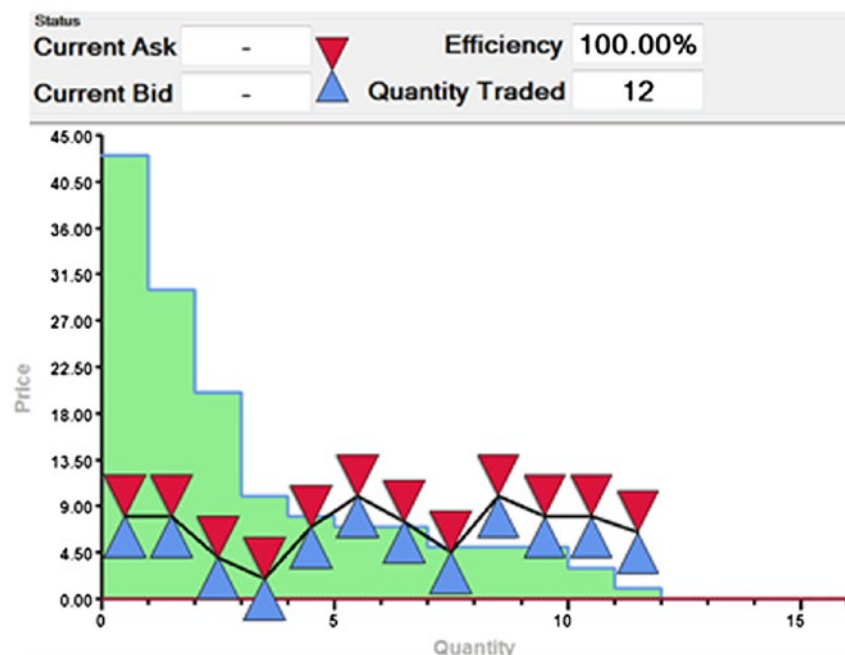 Status
Current Ask - Efficiency 100.00%
Current Bid - Quantity Traded 12
45.00
40.50
36.00
31.50
27.00
22.50
18.00
13.50
9.00
4.50
0.00
Price
0 5 10 15
Quantity